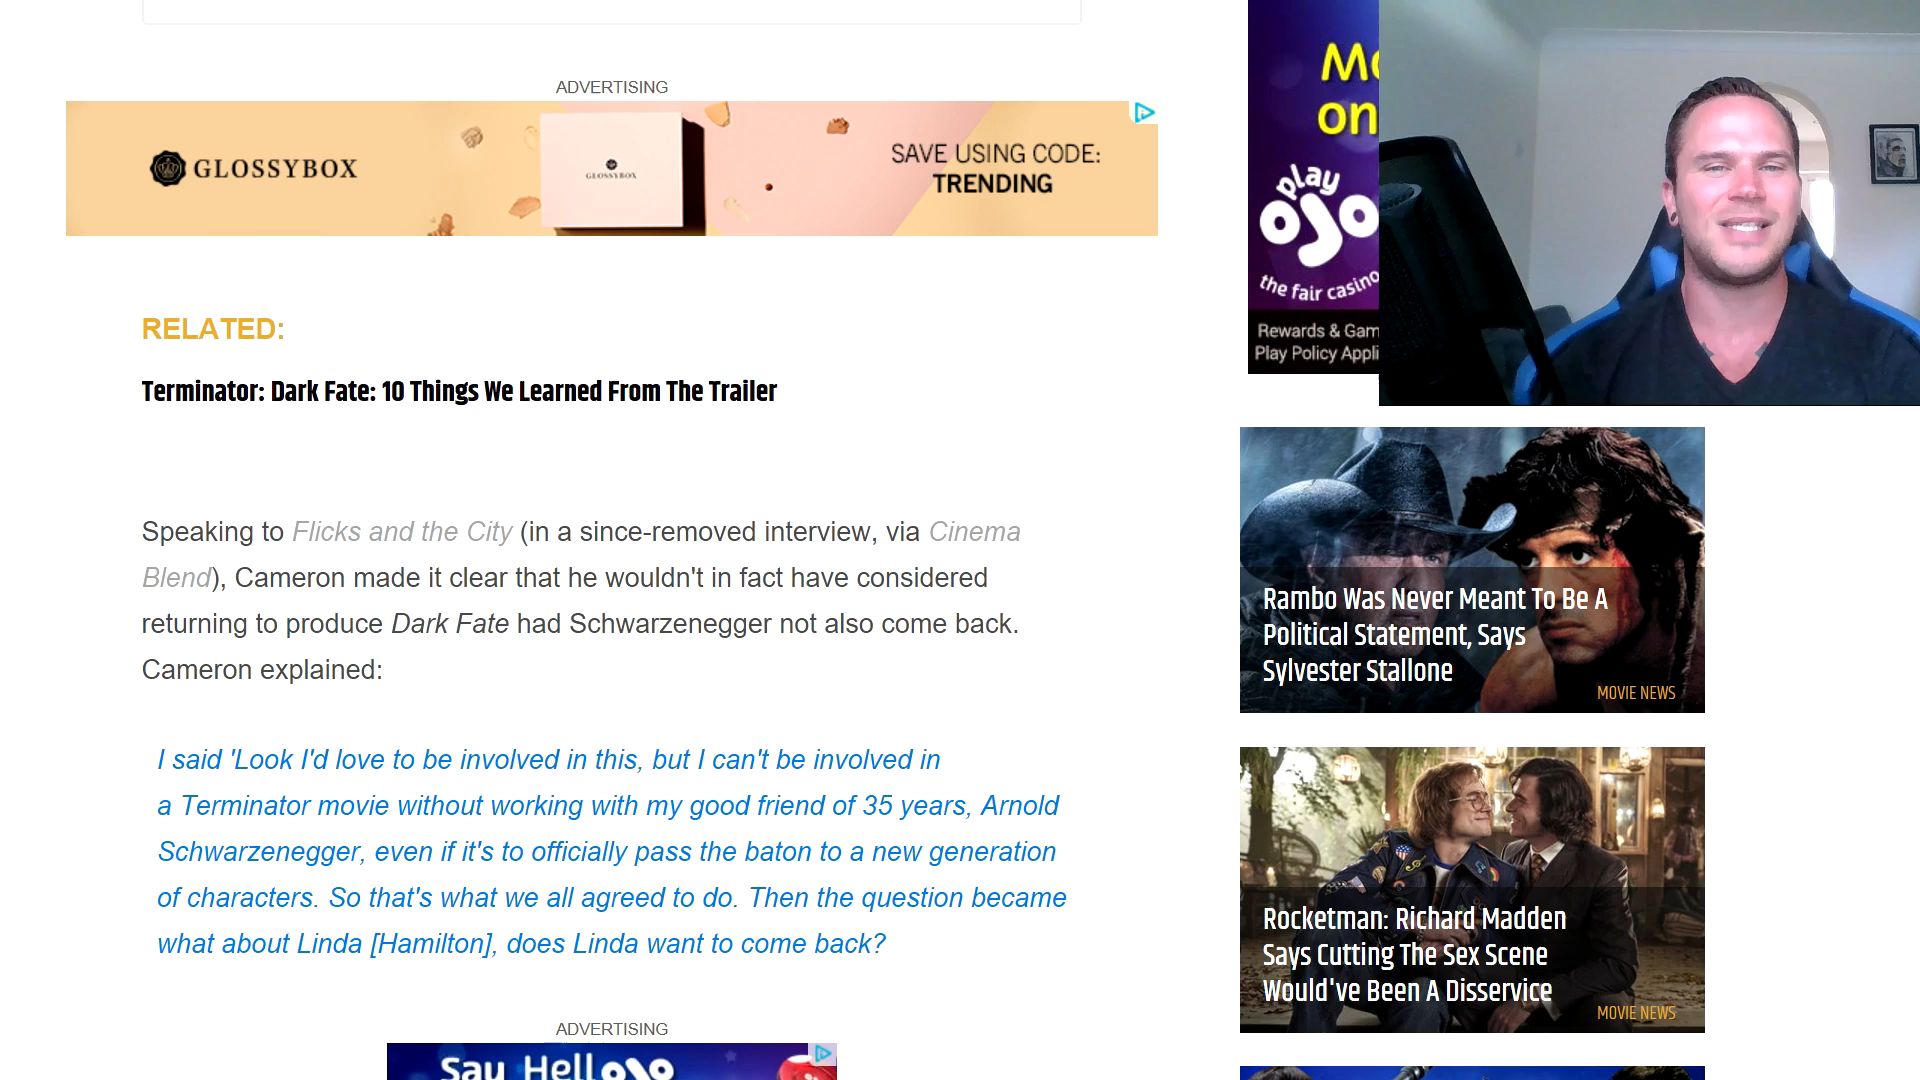 ADVERTISING
GLOSSYBOX
GLOSSYBOX
SAVE USING CODE:
TRENDING
RELATED:
Terminator: Dark Fate: 10 Things We Learned From The Trailer
Speaking to Flicks and the City (in a since-removed interview, via Cinema
Blend), Cameron made it clear that he wouldn't in fact have considered
returning to produce Dark Fate had Schwarzenegger not also come back.
Cameron explained:
I said 'Look I'd love to be involved in this, but I can't be involved in
a Terminator movie without working with my good friend of 35 years, Arnold
Schwarzenegger, even if it's to officially pass the baton to a new generation
of characters. So that's what we all agreed to do. Then the question became
what about Linda [Hamilton], does Linda want to come back?
ADVERTISING
Say Hello
on
play
OJO
the fair casino
Rewards & Gam
Play Policy Appli
Rambo Was Never Meant To Be A
Political Statement, Says
Sylvester Stallone
MOVIE NEWS
Rocketman: Richard Madden
Says Cutting The Sex Scene
Would've Been A Disservice
MOVIE NEWS